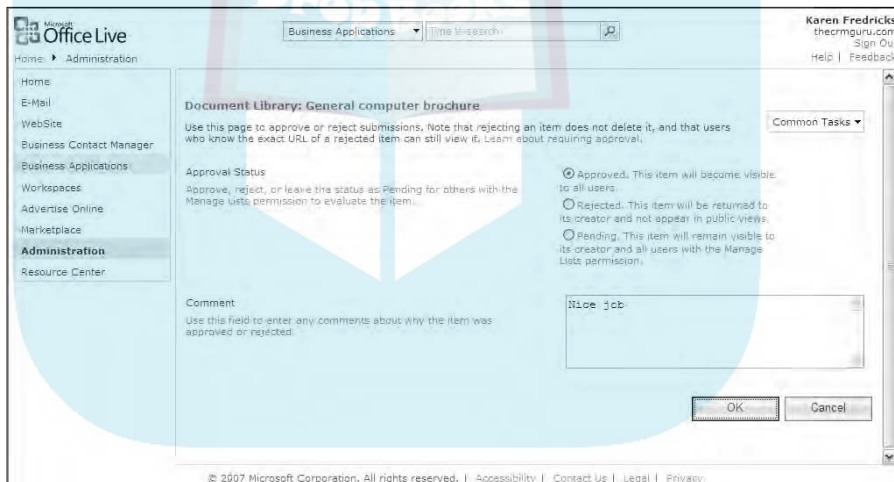 Microsoft
Office Live
Business Applications
Karen Fredricks
thecrmguru.com
Sign Ou
Help | Feedback
Home ▸ Administration
Home
E-Mail
WebSite
Business Contact Manager
Business Applications
Workspaces
Advertise Online
Marketplace
Administration
Resource Center
Document Library: General computer brochure
Common Tasks ▾
Use this page to approve or reject submissions. Note that rejecting an item does not delete it, and that users
who know the exact URL of a rejected item can still view it. Learn about requiring approval.
Approval Status
Approve, reject, or leave the status as Pending for others with the
Manage Lists permission to evaluate the item.
Approved. This item will become visible
to all users.
Rejected. This item will be returned to
its creator and not appear in public views.
Pending. This item will remain visible to
its creator and all users with the Manage
Lists permission.
Comment
Use this field to enter any comments about why the item was
approved or rejected.
Nice job
OK
Cancel
© 2007 Microsoft Corporation. All rights reserved. | Accessibility | Contact Us | Legal | Privacy